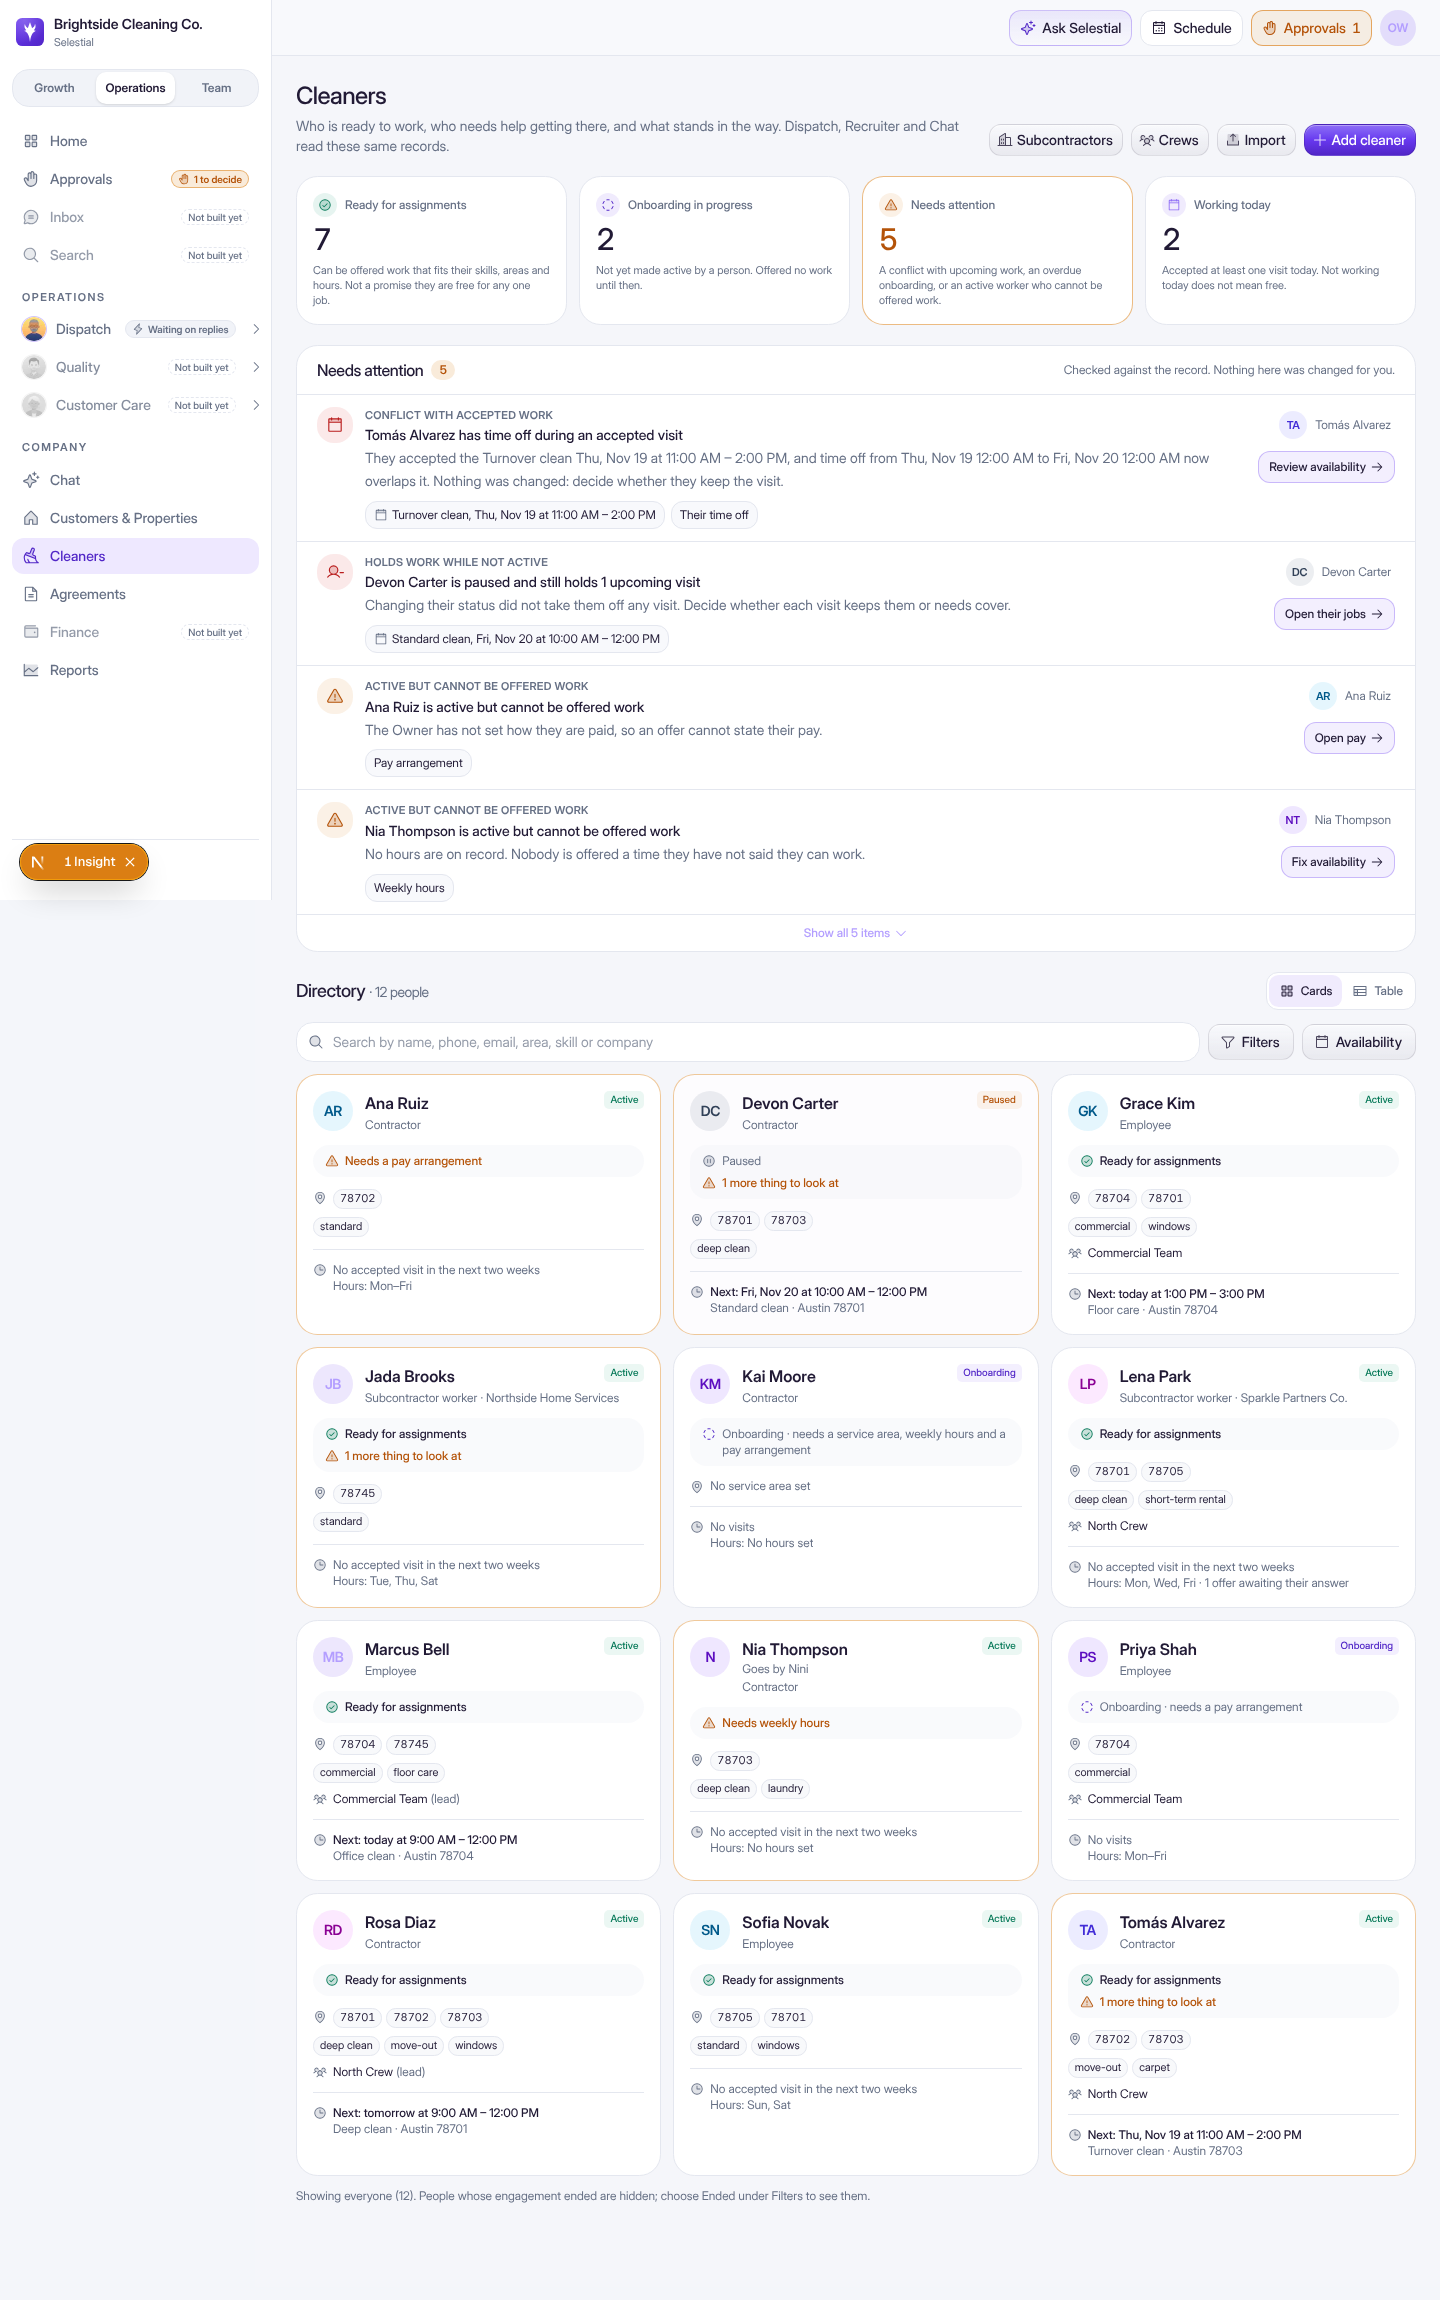 Brightside Cleaning Co.
Selestial
Growth
Operations
Team
Home
Approvals
1 to decide
Inbox
Not built yet
Search
Not built yet
OPERATIONS
Dispatch
Waiting on replies
Quality
Not built yet
Customer Care
Not built yet
COMPANY
Chat
Customers & Properties
Cleaners
Agreements
Finance
Not built yet
Reports
1 Insight
Ask Selestial
Schedule
Approvals 1
OW
Cleaners
Who is ready to work, who needs help getting there, and what stands in the way. Dispatch, Recruiter and Chat
read these same records.
Subcontractors
Crews
Import
Add cleaner
Ready for assignments
7
Can be offered work that fits their skills, areas and
hours. Not a promise they are free for any one
job.
Onboarding in progress
2
Not yet made active by a person. Offered no work
until then.
Needs attention
5
A conflict with upcoming work, an overdue
onboarding, or an active worker who cannot be
offered work.
Working today
2
Accepted at least one visit today. Not working
today does not mean free.
Needs attention 5
Checked against the record. Nothing here was changed for you.
CONFLICT WITH ACCEPTED WORK
Tomás Alvarez has time off during an accepted visit
They accepted the Turnover clean Thu, Nov 19 at 11:00 AM – 2:00 PM, and time off from Thu, Nov 19 12:00 AM to Fri, Nov 20 12:00 AM now
overlaps it. Nothing was changed: decide whether they keep the visit.
Turnover clean, Thu, Nov 19 at 11:00 AM – 2:00 PM
Their time off
TA
Tomás Alvarez
Review availability
HOLDS WORK WHILE NOT ACTIVE
Devon Carter is paused and still holds 1 upcoming visit
Changing their status did not take them off any visit. Decide whether each visit keeps them or needs cover.
Standard clean, Fri, Nov 20 at 10:00 AM – 12:00 PM
DC
Devon Carter
Open their jobs
ACTIVE BUT CANNOT BE OFFERED WORK
Ana Ruiz is active but cannot be offered work
The Owner has not set how they are paid, so an offer cannot state their pay.
Pay arrangement
AR
Ana Ruiz
Open pay
ACTIVE BUT CANNOT BE OFFERED WORK
Nia Thompson is active but cannot be offered work
No hours are on record. Nobody is offered a time they have not said they can work.
Weekly hours
NT
Nia Thompson
Fix availability
Show all 5 items
Directory · 12 people
Cards
Table
Search by name, phone, email, area, skill or company
Filters
Availability
AR
Ana Ruiz
Contractor
Active
Needs a pay arrangement
78702
standard
No accepted visit in the next two weeks
Hours: Mon–Fri
DC
Devon Carter
Contractor
Paused
Paused
1 more thing to look at
78701 78703
deep clean
Next: Fri, Nov 20 at 10:00 AM – 12:00 PM
Standard clean · Austin 78701
GK
Grace Kim
Employee
Active
Ready for assignments
78704 78701
commercial windows
Commercial Team
Next: today at 1:00 PM – 3:00 PM
Floor care · Austin 78704
JB
Jada Brooks
Subcontractor worker · Northside Home Services
Active
Ready for assignments
1 more thing to look at
78745
standard
No accepted visit in the next two weeks
Hours: Tue, Thu, Sat
KM
Kai Moore
Contractor
Onboarding
Onboarding · needs a service area, weekly hours and a
pay arrangement
No service area set
No visits
Hours: No hours set
LP
Lena Park
Subcontractor worker · Sparkle Partners Co.
Active
Ready for assignments
78701 78705
deep clean short-term rental
North Crew
No accepted visit in the next two weeks
Hours: Mon, Wed, Fri · 1 offer awaiting their answer
MB
Marcus Bell
Employee
Active
Ready for assignments
78704 78745
commercial floor care
Commercial Team (lead)
Next: today at 9:00 AM – 12:00 PM
Office clean · Austin 78704
N
Nia Thompson
Goes by Nini
Contractor
Active
Needs weekly hours
78703
deep clean laundry
No accepted visit in the next two weeks
Hours: No hours set
PS
Priya Shah
Employee
Onboarding
Onboarding · needs a pay arrangement
78704
commercial
Commercial Team
No visits
Hours: Mon–Fri
RD
Rosa Diaz
Contractor
Active
Ready for assignments
78701 78702 78703
deep clean move-out windows
North Crew (lead)
Next: tomorrow at 9:00 AM – 12:00 PM
Deep clean · Austin 78701
SN
Sofia Novak
Employee
Active
Ready for assignments
78705 78701
standard windows
No accepted visit in the next two weeks
Hours: Sun, Sat
TA
Tomás Alvarez
Contractor
Active
Ready for assignments
1 more thing to look at
78702 78703
move-out carpet
North Crew
Next: Thu, Nov 19 at 11:00 AM – 2:00 PM
Turnover clean · Austin 78703
Showing everyone (12). People whose engagement ended are hidden; choose Ended under Filters to see them.